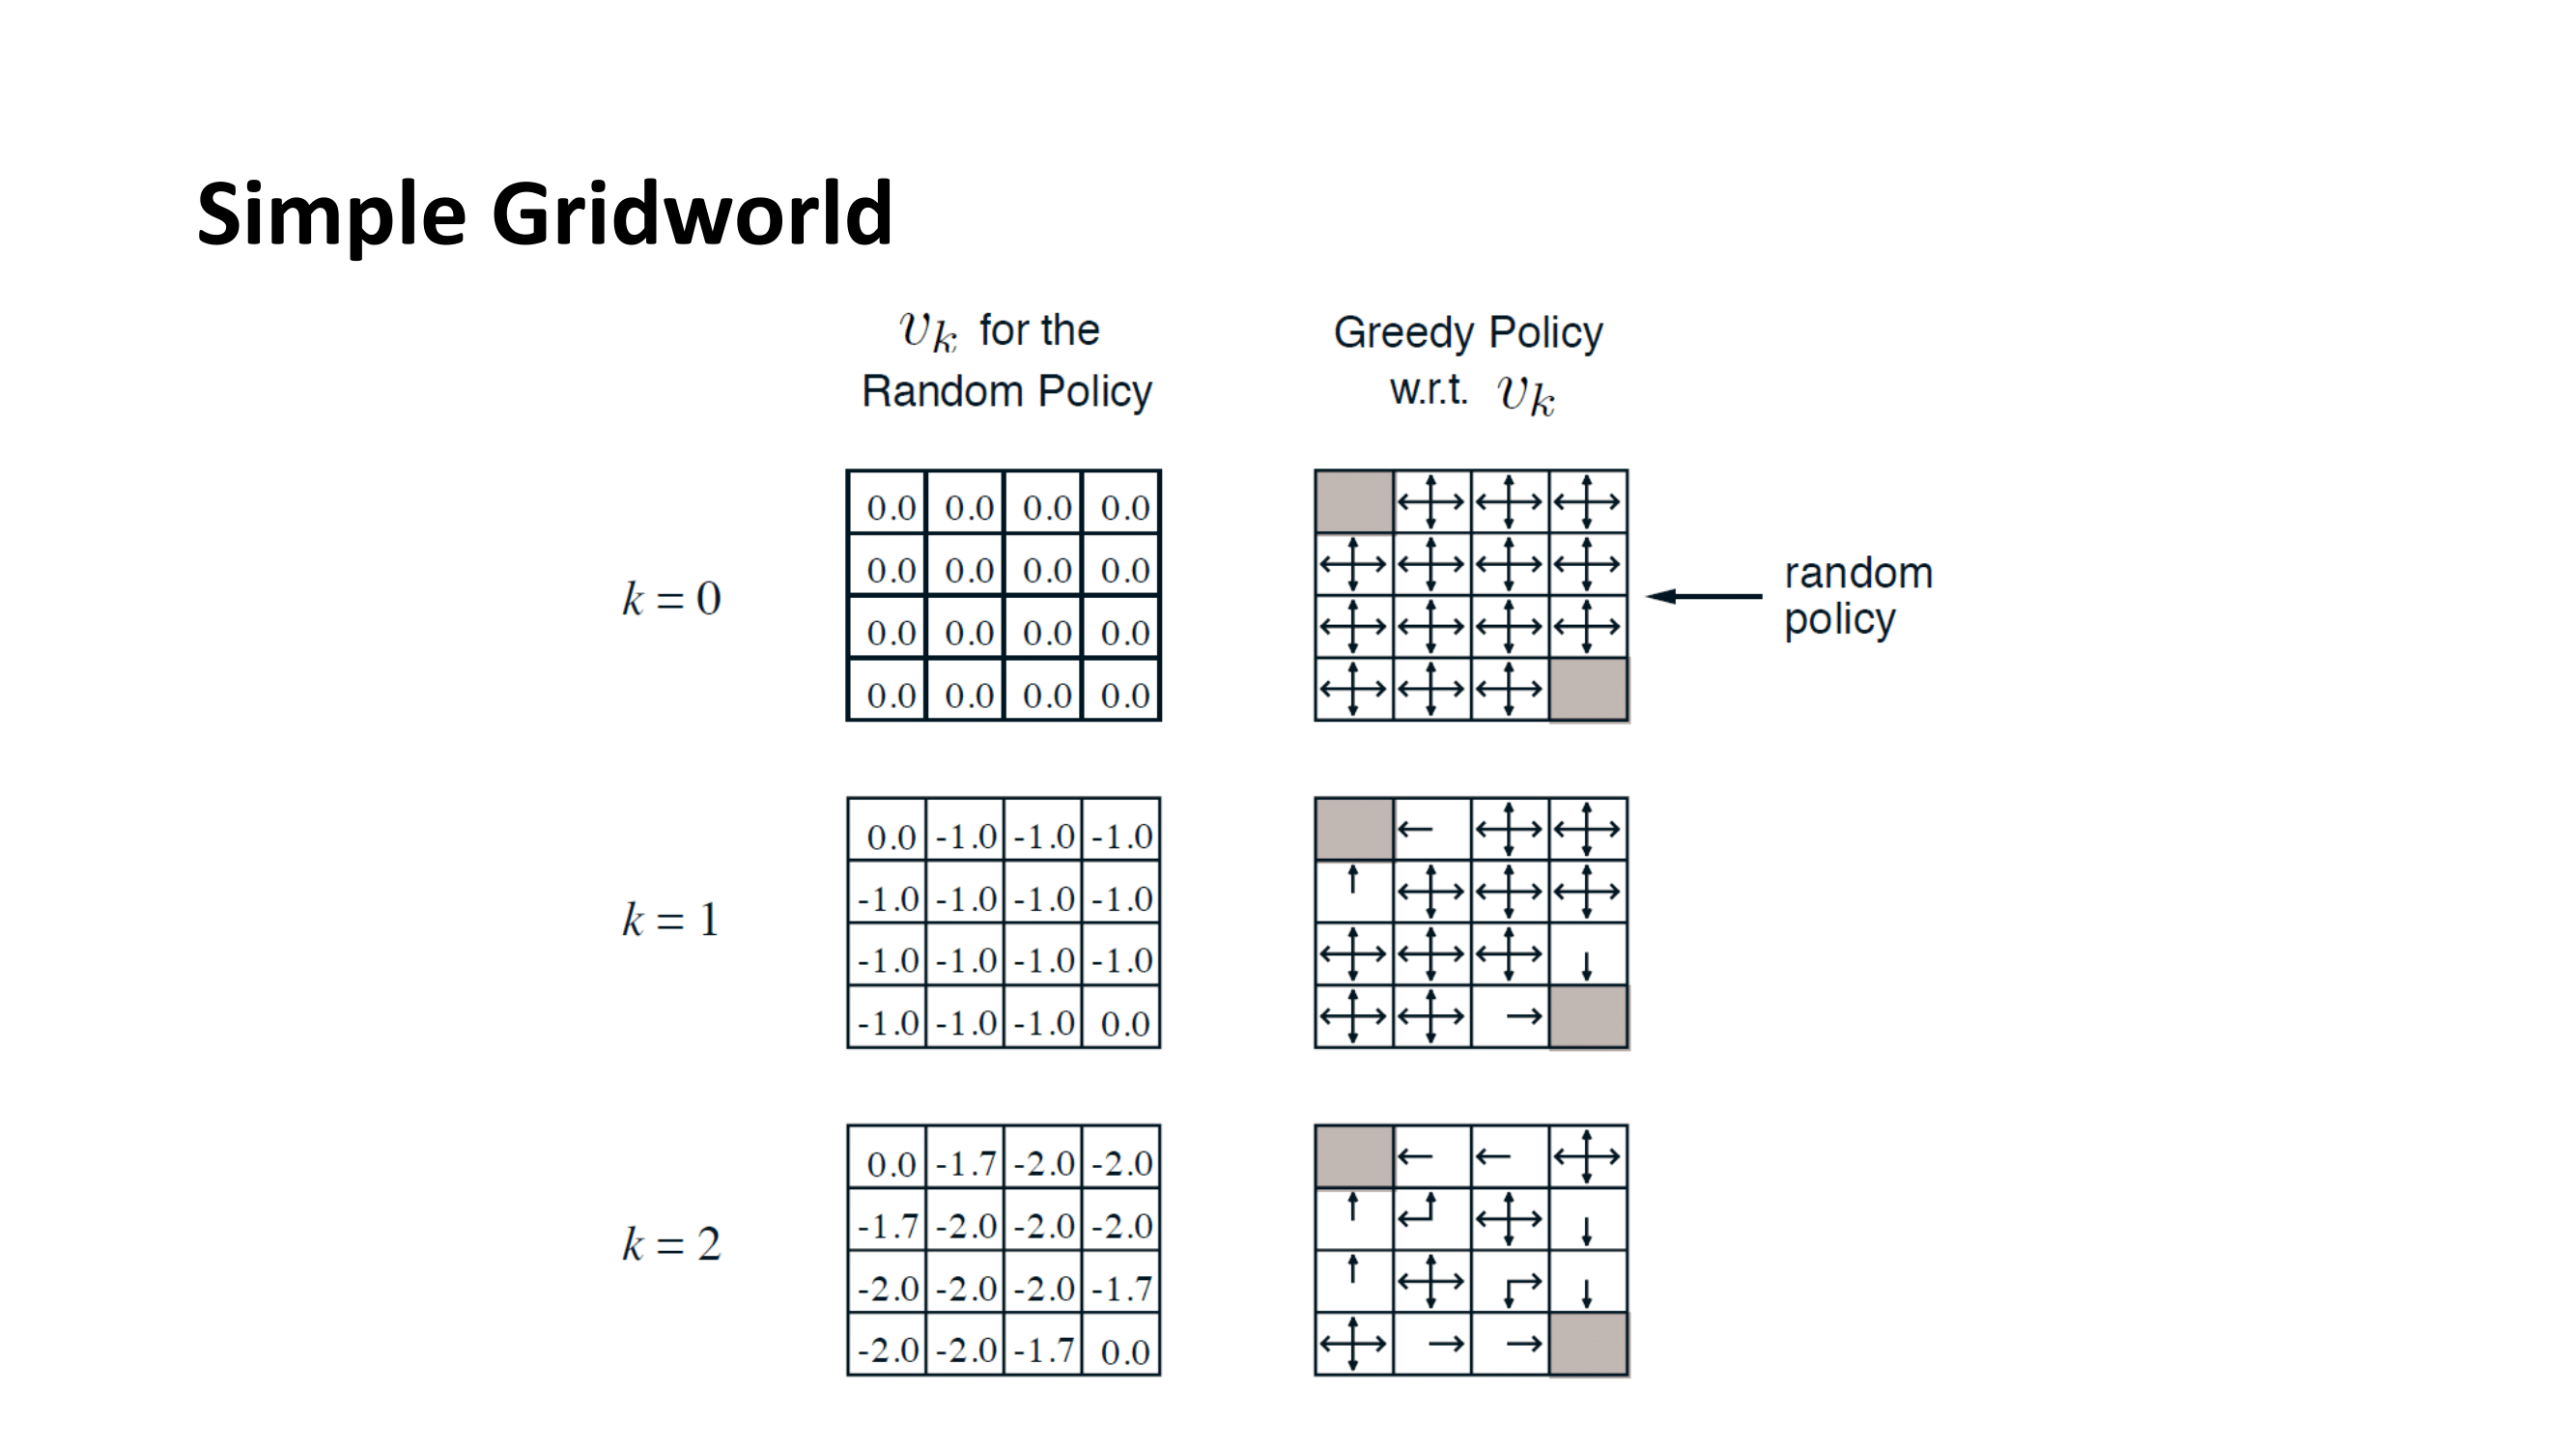 Simple Gridworld
v_k for the
Random Policy
Greedy Policy
w.r.t. v_k
0.0 0.0 0.0 0.0
0.0 0.0 0.0 0.0
k = 0
random
policy
0.0 0.0 0.0 0.0
0.0 0.0 0.0 0.0
0.0 -1.0 -1.0 -1.0
-1.0 -1.0 -1.0 -1.0
k = 1
-1.0 -1.0 -1.0 -1.0
-1.0 -1.0 -1.0 0.0
0.0 -1.7 -2.0 -2.0
-1.7 -2.0 -2.0 -2.0
k = 2
-2.0 -2.0 -2.0 -1.7
-2.0 -2.0 -1.7 0.0